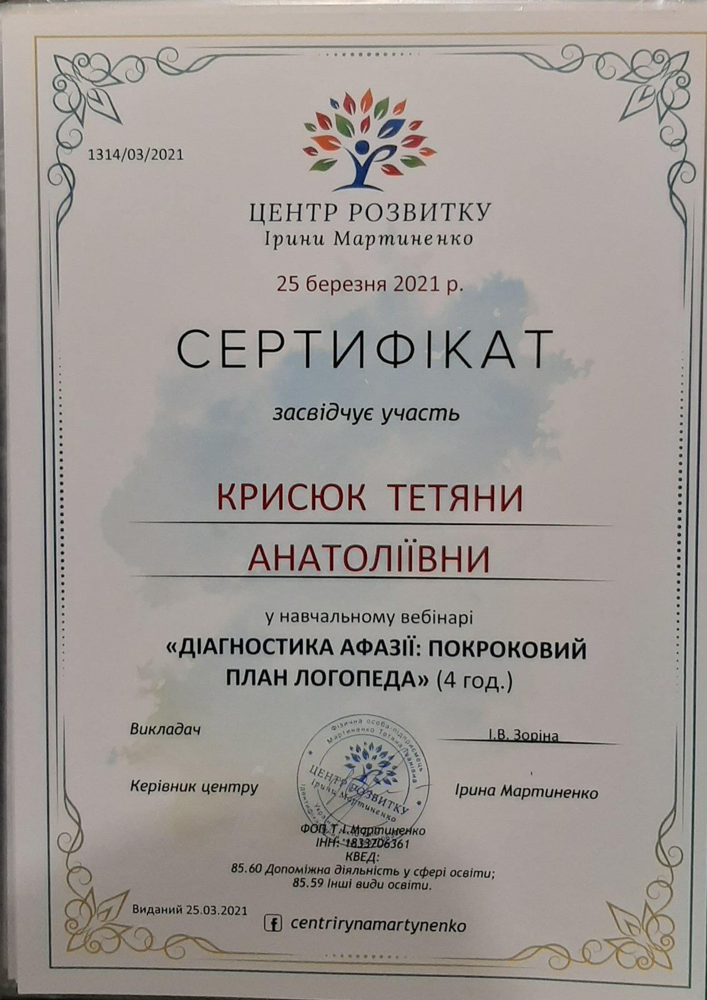 1314/03/2021
ЦЕНТР РОЗВИТКУ
Ірини Мартиненко
25 березня 2021 р.
СЕРТИФІКАТ
засвідчує участь
КРИСЮК ТЕТЯНИ
АНАТОЛІЇВНИ
у навчальному вебінарі
«ДІАГНОСТИКА АФАЗІЇ: ПОКРОКОВИЙ
ПЛАН ЛОГОПЕДА» (4 год.)
Викладач
І.В. Зоріна
Фізична особа-підприємець
Мартиненко Тетяна Іванівна
ЦЕНТР РОЗВИТКУ
Ірини Мартиненко
Керівник центру
Ірина Мартиненко
ФОП Т.І.Мартиненко
ІНН: 1833706361
КВЕД:
85.60 Допоміжна діяльність у сфері освіти;
85.59 Інші види освіти.
Виданий 25.03.2021
centrirynamartynenko